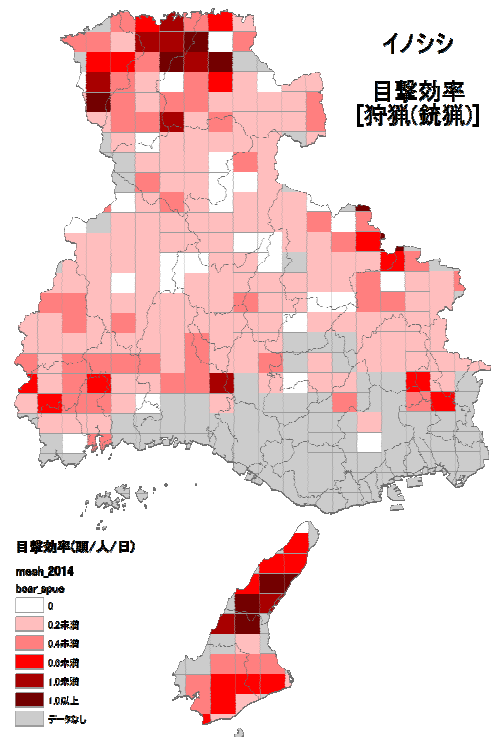 イノシシ
目撃効率
[狩猟(銃猟)]
目撃効率(頭/人/日)
mesh_2014
boar_spue
0
0.2未満
0.4未満
0.6未満
1.0未満
1.0以上
データなし